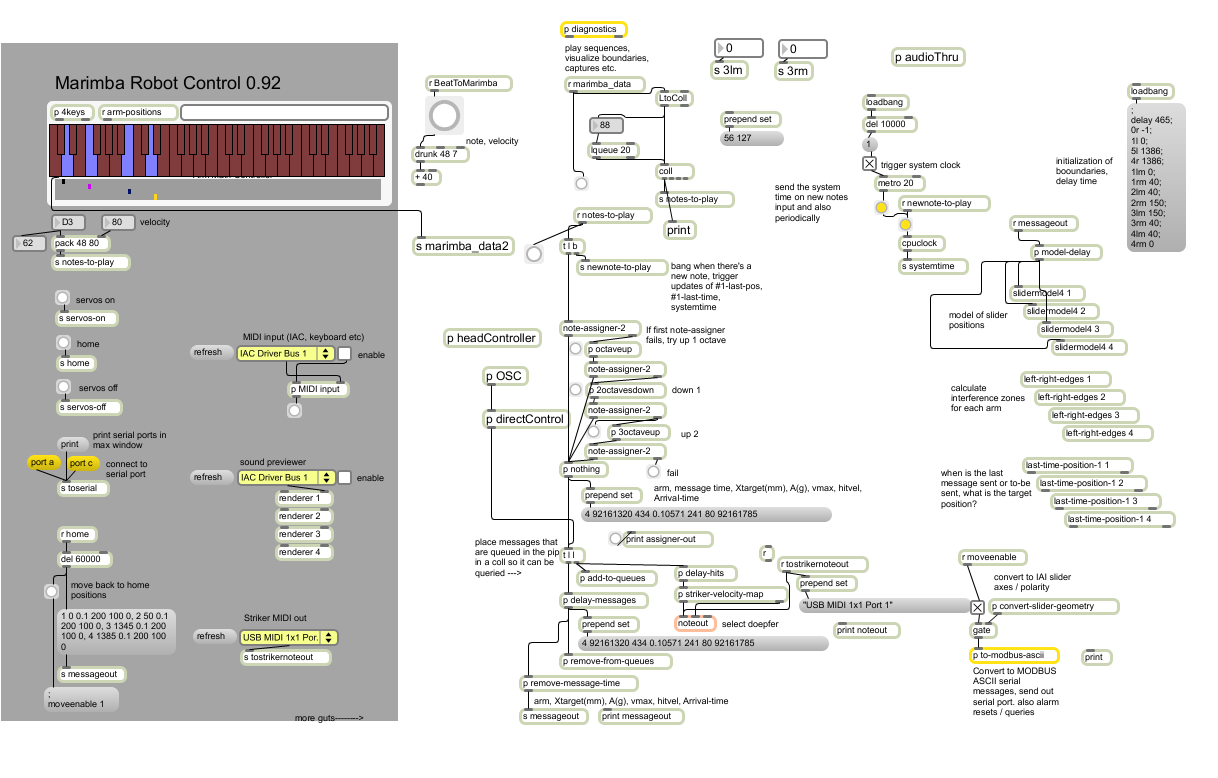 Marimba Robot Control 0.92
p 4keys
r arm-positions
D3
80
velocity
62
pack 48 80
s notes-to-play
servos on
s servos-on
home
s home
servos off
s servos-off
MIDI input (IAC, keyboard etc)
refresh
IAC Driver Bus 1
enable
p MIDI input
print serial ports in
max window
print
port a
port c
connect to
serial port
s toserial
sound previewer
refresh
IAC Driver Bus 1
enable
renderer 1
renderer 2
renderer 3
renderer 4
r home
del 60000
move back to home
positions
1 0 0.1 200 100 0, 2 50 0.1
200 100 0, 3 1345 0.1 200
100 0, 4 1385 0.1 200 100
0
s messageout
;
moveenable 1
Striker MIDI out
refresh
USB MIDI 1x1 Por.
s tostrikernoteout
more guts-------->
r BeatToMarimba
note, velocity
drunk 48 7
+ 40
s marimba_data2
p headController
p OSC
p directControl
p diagnostics
play sequences,
visualize boundaries,
captures etc.
r marimba_data
LtoColl
88
lqueue 20
coll
s notes-to-play
print
r notes-to-play
t l b
s newnote-to-play
bang when there's a
new note, trigger
updates of #1-last-pos,
#1-last-time,
systemtime
note-assigner-2
If first note-assigner
fails, try up 1 octave
p octaveup
note-assigner-2
p 2octavesdown
down 1
note-assigner-2
p 3octaveup
up 2
note-assigner-2
p nothing
fail
prepend set
arm, message time, Xtarget(mm), A(g), vmax, hitvel,
Arrival-time
4 92161320 434 0.10571 241 80 92161785
print assigner-out
place messages that
are queued in the pip
in a coll so it can be
queried --->
t l l
p add-to-queues
p delay-hits
p delay-messages
p striker-velocity-map
prepend set
noteout
select doepfer
4 92161320 434 0.10571 241 80 92161785
p remove-from-queues
p remove-message-time
arm, Xtarget(mm), A(g), vmax, hitvel, Arrival-time
s messageout
print messageout
0
s 3lm
0
s 3rm
prepend set
56 127
p audioThru
loadbang
del 10000
1
trigger system clock
metro 20
send the system
time on new notes
input and also
periodically
r newnote-to-play
cpuclock
s systemtime
r
r tostrikernoteout
prepend set
"USB MIDI 1x1 Port 1"
print noteout
loadbang
initialization of
booundaries,
delay time
;
delay 465;
0r -1;
1l 0;
5l 1386;
4r 1386;
1lm 0;
1rm 40;
2lm 40;
2rm 150;
3lm 150;
3rm 40;
4lm 40;
4rm 0
r messageout
p model-delay
model of slider
positions
slidermodel4 1
slidermodel4 2
slidermodel4 3
slidermodel4 4
calculate
interference zones
for each arm
left-right-edges 1
left-right-edges 2
left-right-edges 3
left-right-edges 4
when is the last
message sent or to-be
sent, what is the target
position?
last-time-position-1 1
last-time-position-1 2
last-time-position-1 3
last-time-position-1 4
r moveenable
convert to IAI slider
axes / polarity
p convert-slider-geometry
gate
p to-modbus-ascii
print
Convert to MODBUS
ASCII serial
messages, send out
serial port. also alarm
resets / queries